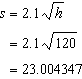 s = 2.1√h
= 2.1√120
= 23.004347